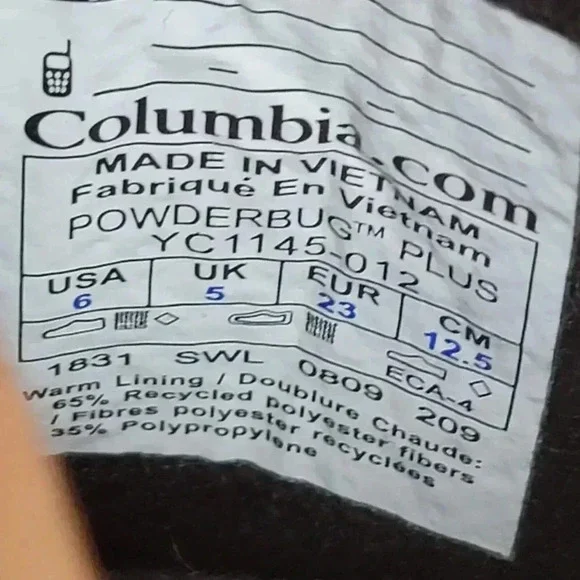 Columbia.com
MADE IN VIETNAM
Fabriqué En Vietnam
POWDERBUG™ PLUS
YC1145-012
USA UK EUR CM
6 5 23 12.5
1831 SWL 0809 ECA-4 209
Warm Lining / Doublure Chaude:
65% Recycled polyester fibers
/ Fibres polyester recyclées
35% Polypropylene